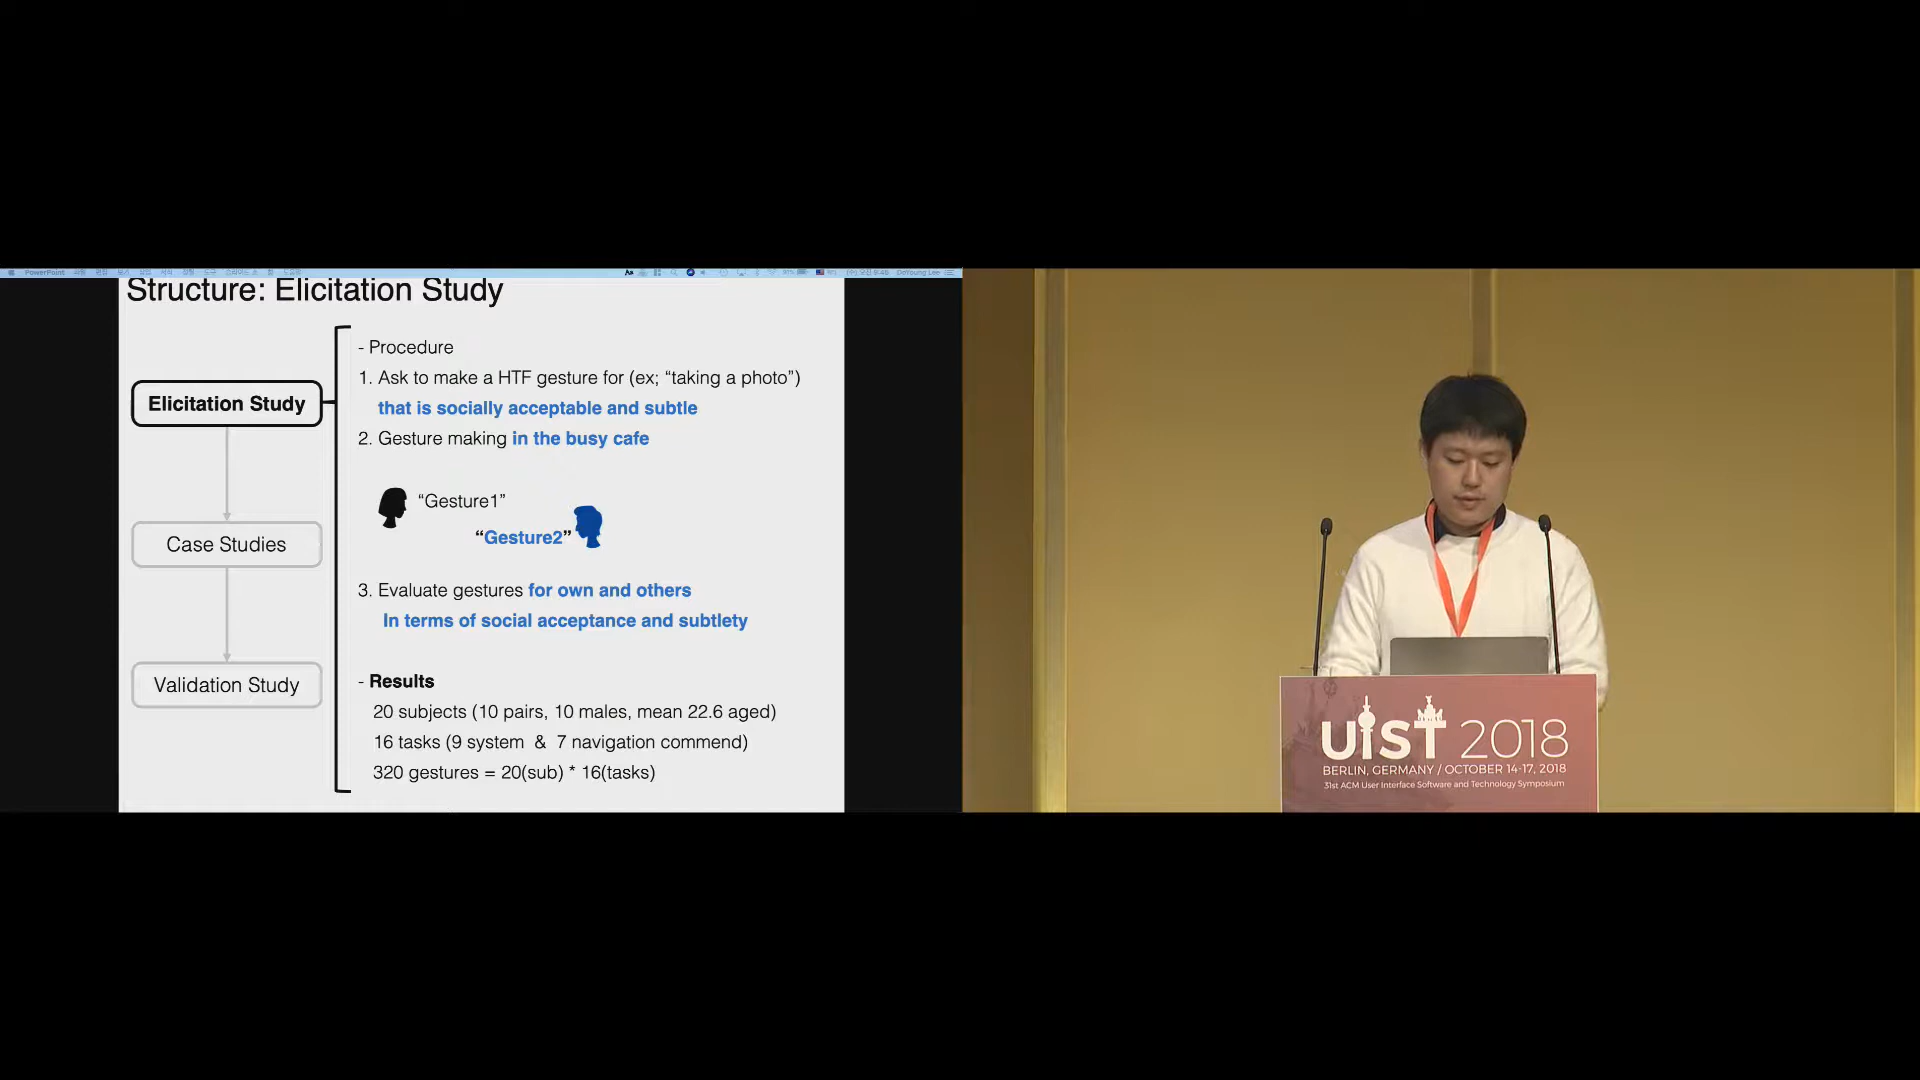 PowerPoint
DoYoung Lee
Structure: Elicitation Study
Elicitation Study
Case Studies
Validation Study
- Procedure
1. Ask to make a HTF gesture for (ex; “taking a photo”)
that is socially acceptable and subtle
2. Gesture making in the busy cafe
“Gesture1”
“Gesture2”
3. Evaluate gestures for own and others
In terms of social acceptance and subtlety
- Results
20 subjects (10 pairs, 10 males, mean 22.6 aged)
16 tasks (9 system & 7 navigation commend)
320 gestures = 20(sub) * 16(tasks)
UIST 2018
BERLIN, GERMANY / OCTOBER 14-17, 2018
31st ACM User Interface Software and Technology Symposium